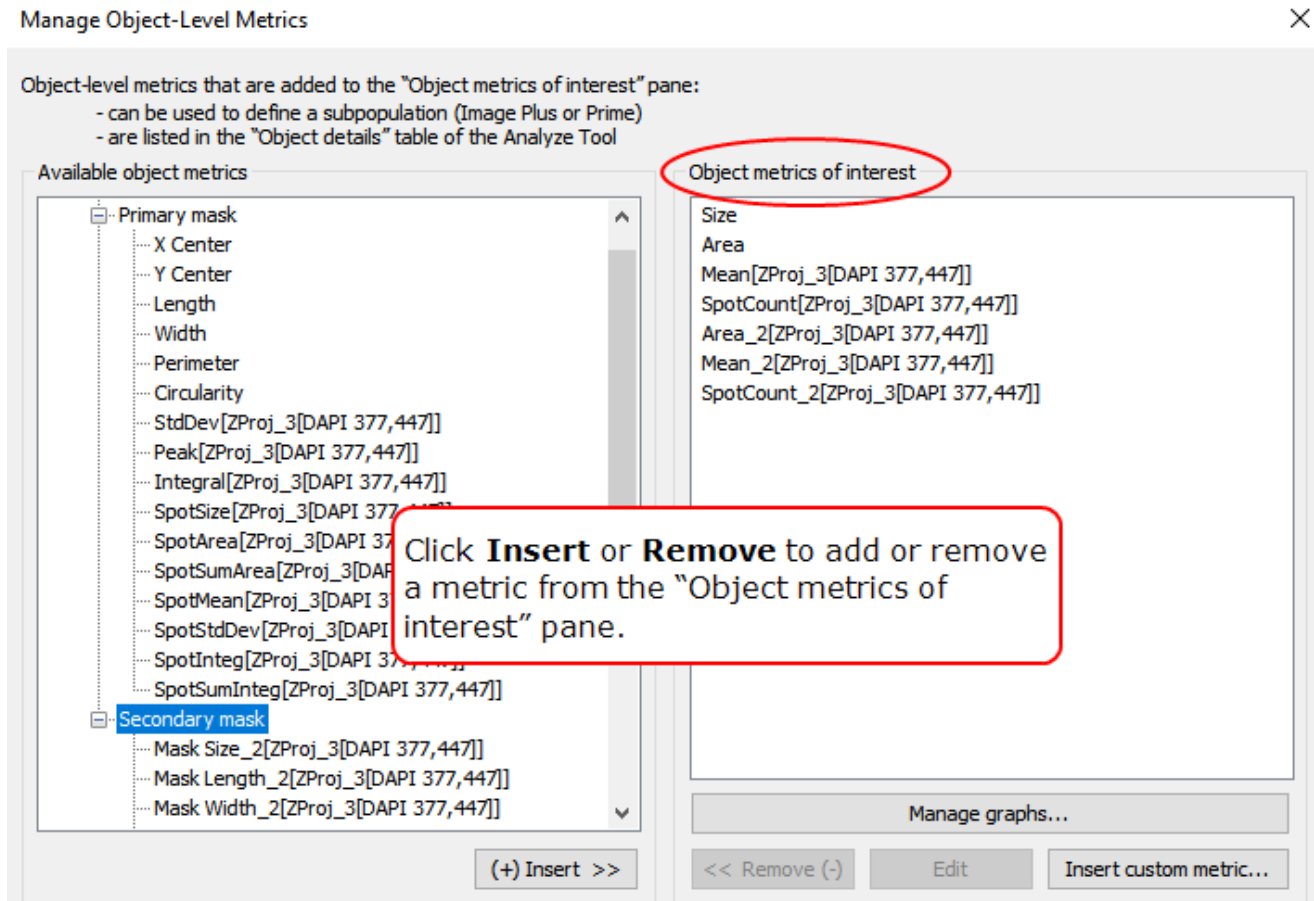 Manage Object-Level Metrics
Object-level metrics that are added to the “Object metrics of interest” pane:
- can be used to define a subpopulation (Image Plus or Prime)
- are listed in the “Object details” table of the Analyze Tool
Available object metrics
Primary mask
X Center
Y Center
Length
Width
Perimeter
Circularity
StdDev[ZProj_3[DAPI 377,447]]
Peak[ZProj_3[DAPI 377,447]]
Integral[ZProj_3[DAPI 377,447]]
SpotSize[ZProj_3[DAPI 377,447]]
SpotArea[ZProj_3[DAPI 37
SpotSumArea[ZProj_3[DAP
SpotMean[ZProj_3[DAPI 3
SpotStdDev[ZProj_3[DAPI
SpotInteg[ZProj_3[DAPI 377,447]]
SpotSumInteg[ZProj_3[DAPI 377,447]]
Secondary mask
Mask Size_2[ZProj_3[DAPI 377,447]]
Mask Length_2[ZProj_3[DAPI 377,447]]
Mask Width_2[ZProj_3[DAPI 377,447]]
(+) Insert >>
Object metrics of interest
Size
Area
Mean[ZProj_3[DAPI 377,447]]
SpotCount[ZProj_3[DAPI 377,447]]
Area_2[ZProj_3[DAPI 377,447]]
Mean_2[ZProj_3[DAPI 377,447]]
SpotCount_2[ZProj_3[DAPI 377,447]]
Click Insert or Remove to add or remove
a metric from the “Object metrics of
interest” pane.
Manage graphs...
<< Remove (-)
Edit
Insert custom metric...